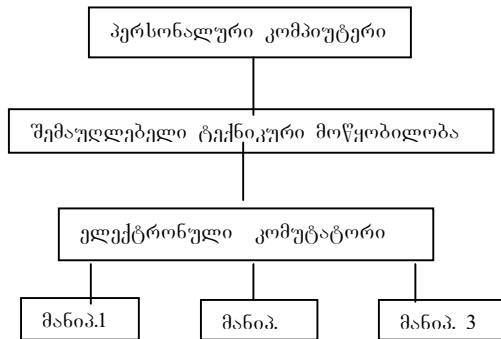 პერსონალური კომპიუტერი
შემაუღლებელი ტექნიკური მოწყობილობა
ელექტრონული კომუტატორი
მანიპ.1 მანიპ. მანიპ. 3